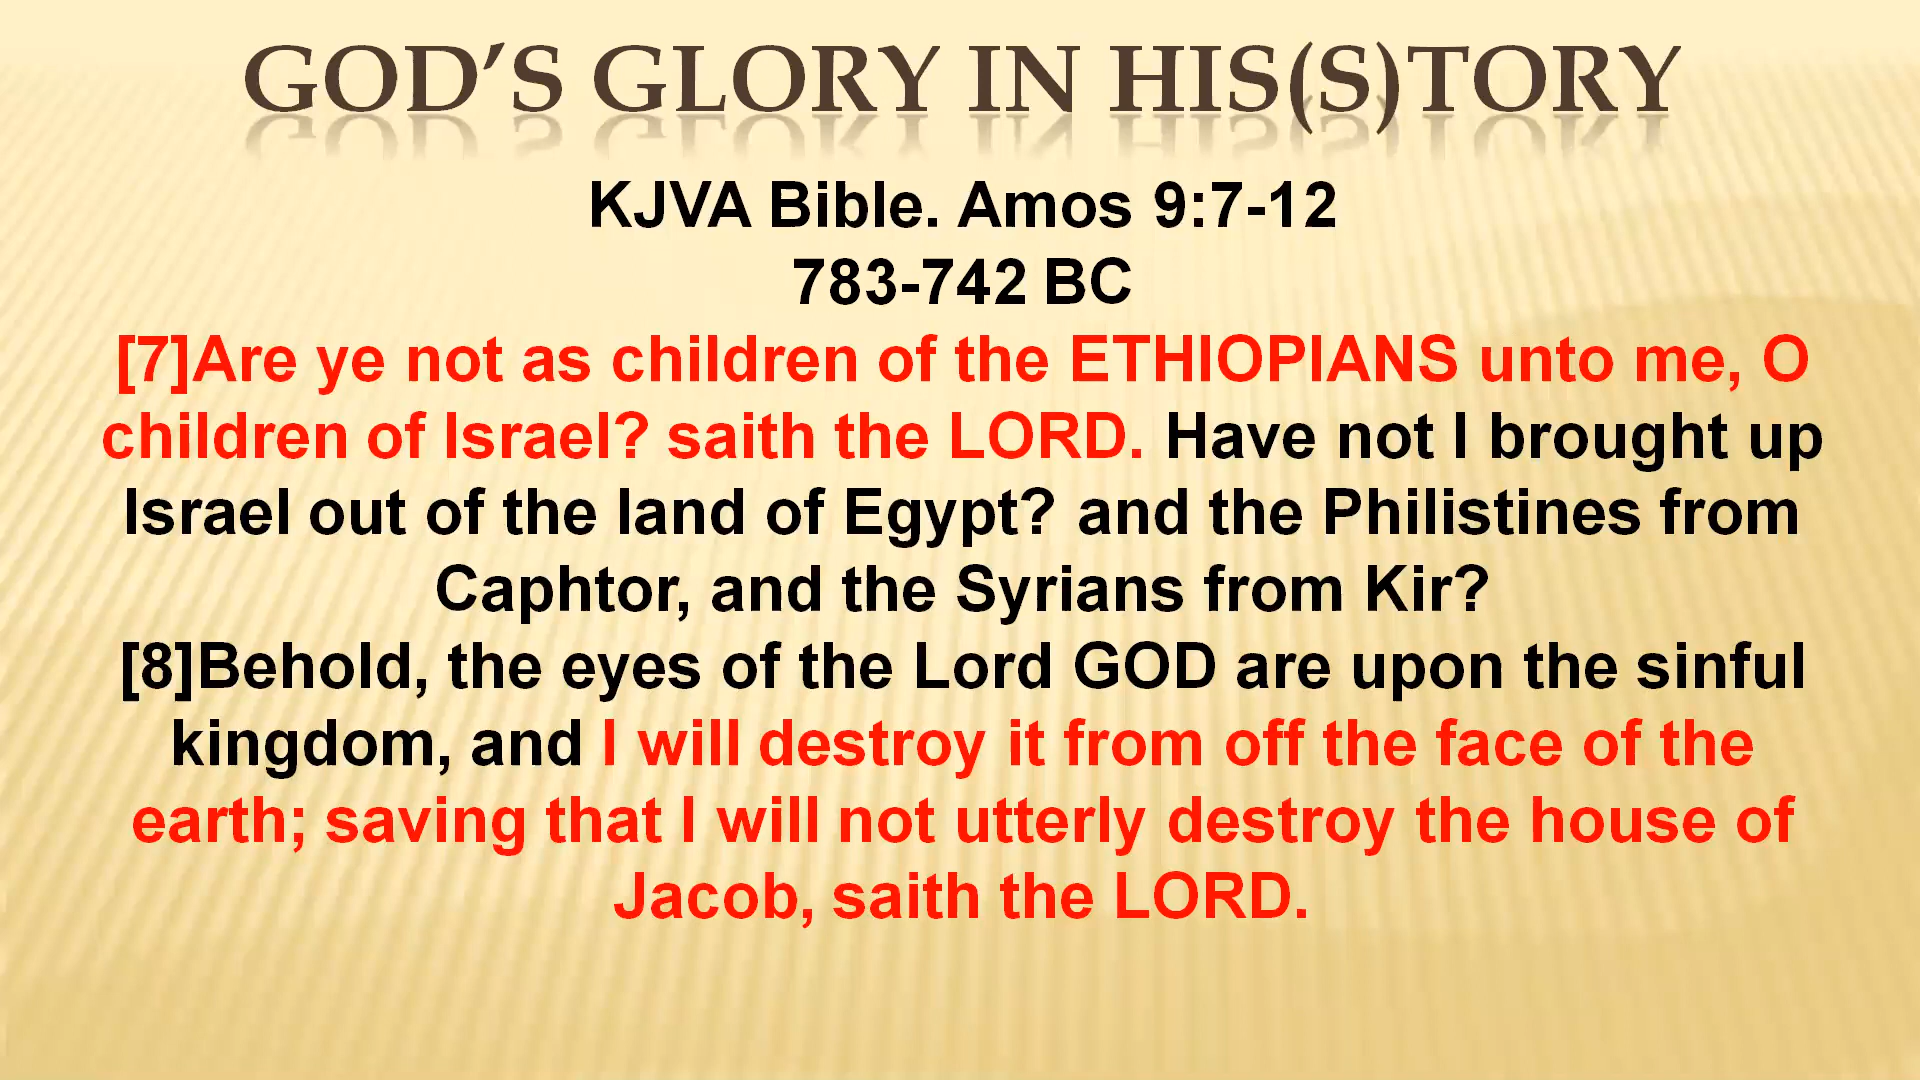 GOD’S GLORY IN HIS(S)TORY
KJVA Bible. Amos 9:7-12
783-742 BC
[7]Are ye not as children of the ETHIOPIANS unto me, O
children of Israel? saith the LORD. Have not I brought up
Israel out of the land of Egypt? and the Philistines from
Caphtor, and the Syrians from Kir?
[8]Behold, the eyes of the Lord GOD are upon the sinful
kingdom, and I will destroy it from off the face of the
earth; saving that I will not utterly destroy the house of
Jacob, saith the LORD.